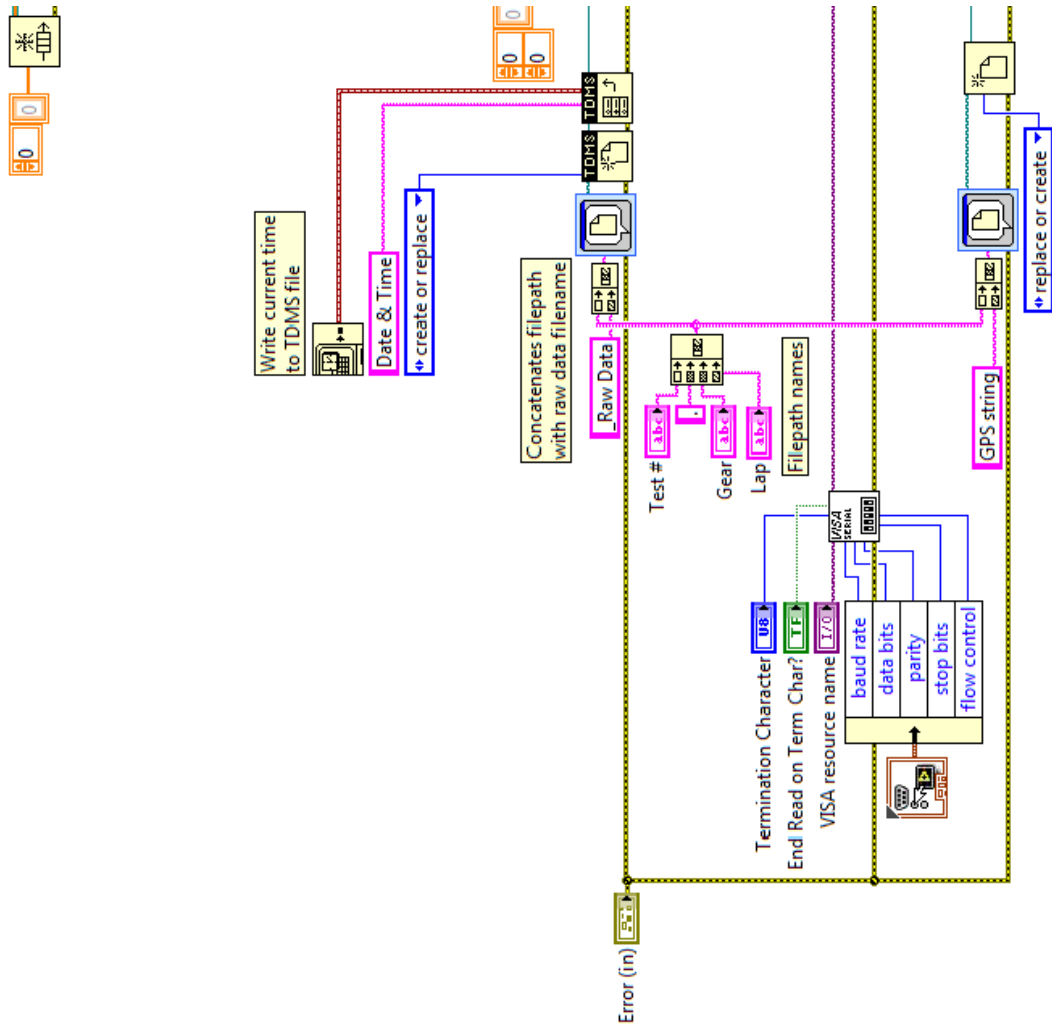 0
0
Write current time
to TDMS file
Date & Time
create or replace
TDMS
TDMS
0
0
0
Concatenates filepath
with raw data filename
_Raw Data
Test #
abc
.
Gear
abc
Lap
abc
Filepath names
GPS string
replace or create
Termination Character
U8
End Read on Term Char?
TF
VISA resource name
I/O
VISA
SERIAL
baud rate
data bits
parity
stop bits
flow control
Error (in)